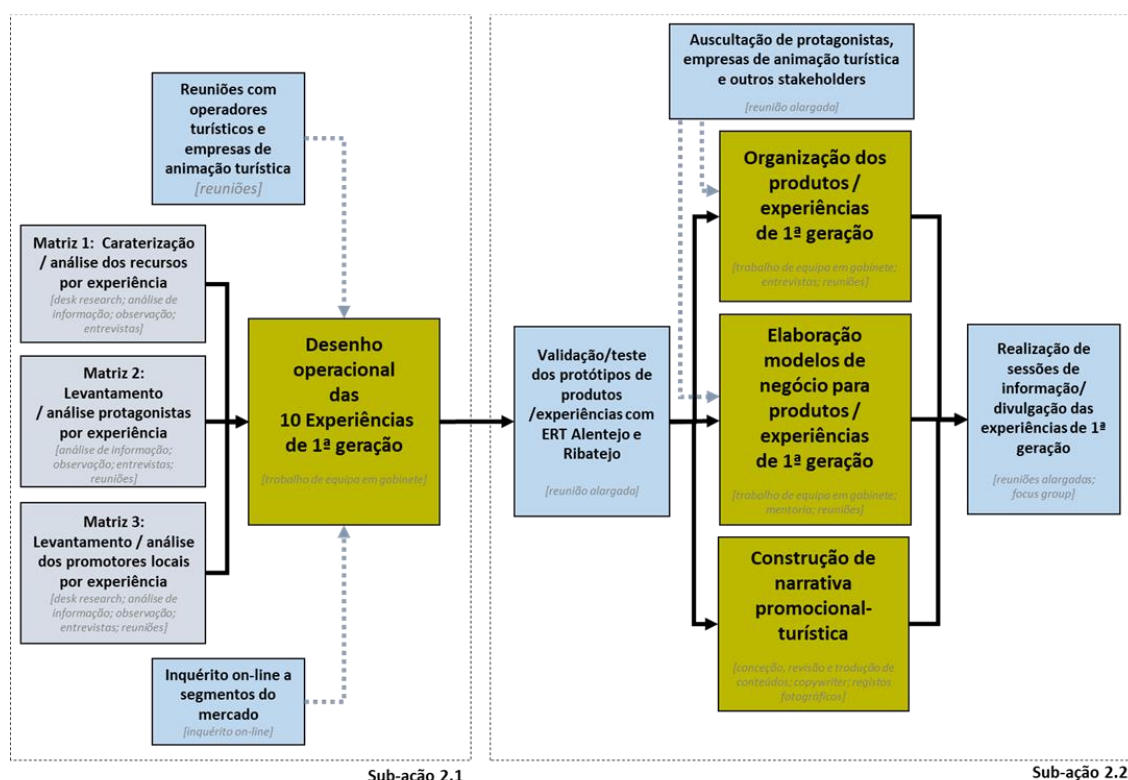 Reuniões com
operadores
turísticos e
empresas de
animação turística
[reuniões]
Matriz 1: Caraterização
/ análise dos recursos
por experiência
[desk research; análise de
informação; observação;
entrevistas]
Matriz 2:
Levantamento
/ análise protagonistas
por experiência
[análise de informação;
observação; entrevistas;
reuniões]
Matriz 3:
Levantamento / análise
dos promotores locais
por experiência
[desk research; análise de
informação; observação;
entrevistas; reuniões]
Desenho
operacional
das
10 Experiências
de 1ª geração
[trabalho de equipa em gabinete]
Inquérito on-line a
segmentos do
mercado
[inquérito on-line]
Sub-ação 2.1
Auscultação de protagonistas,
empresas de animação turística
e outros stakeholders
[reunião alargada]
Validação/teste
dos protótipos de
produtos
/experiências com
ERT Alentejo e
Ribatejo
[reunião alargada]
Organização dos
produtos /
experiências
de 1ª geração
[trabalho de equipa em gabinete;
entrevistas; reuniões]
Elaboração
modelos de
negócio para
produtos /
experiências
de 1ª geração
[trabalho de equipa em gabinete;
mentoria; reuniões]
Construção de
narrativa
promocional-
turística
[conceção, revisão e tradução de
conteúdos; copywriter; registos
fotográficos]
Realização de
sessões de
informação/
divulgação das
experiências de 1ª
geração
[reuniões alargadas;
focus group]
Sub-ação 2.2